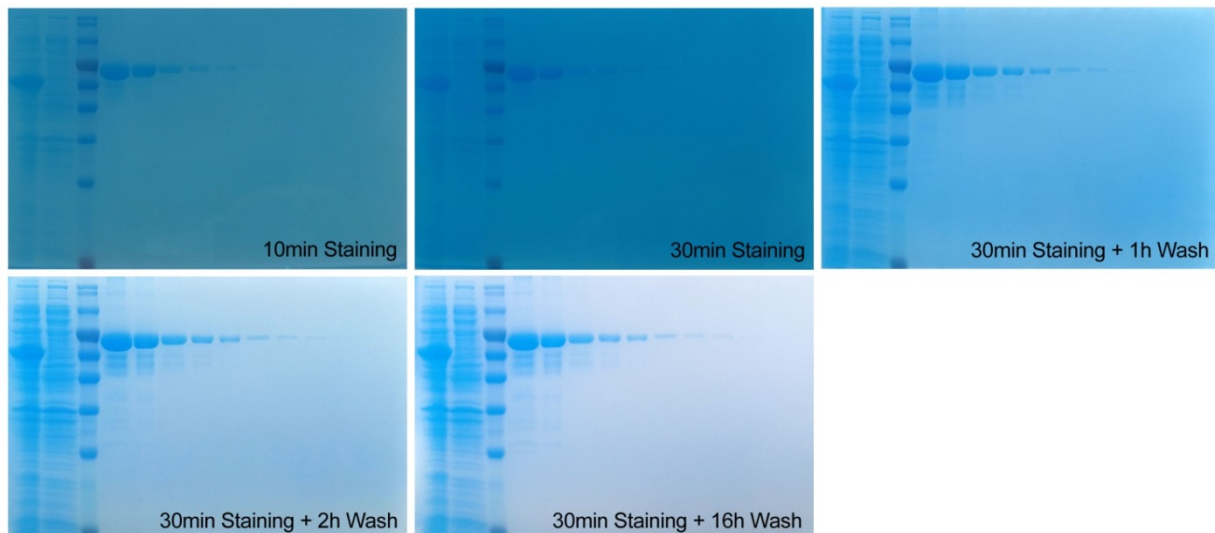 10min Staining
30min Staining
30min Staining + 1h Wash
30min Staining + 2h Wash
30min Staining + 16h Wash